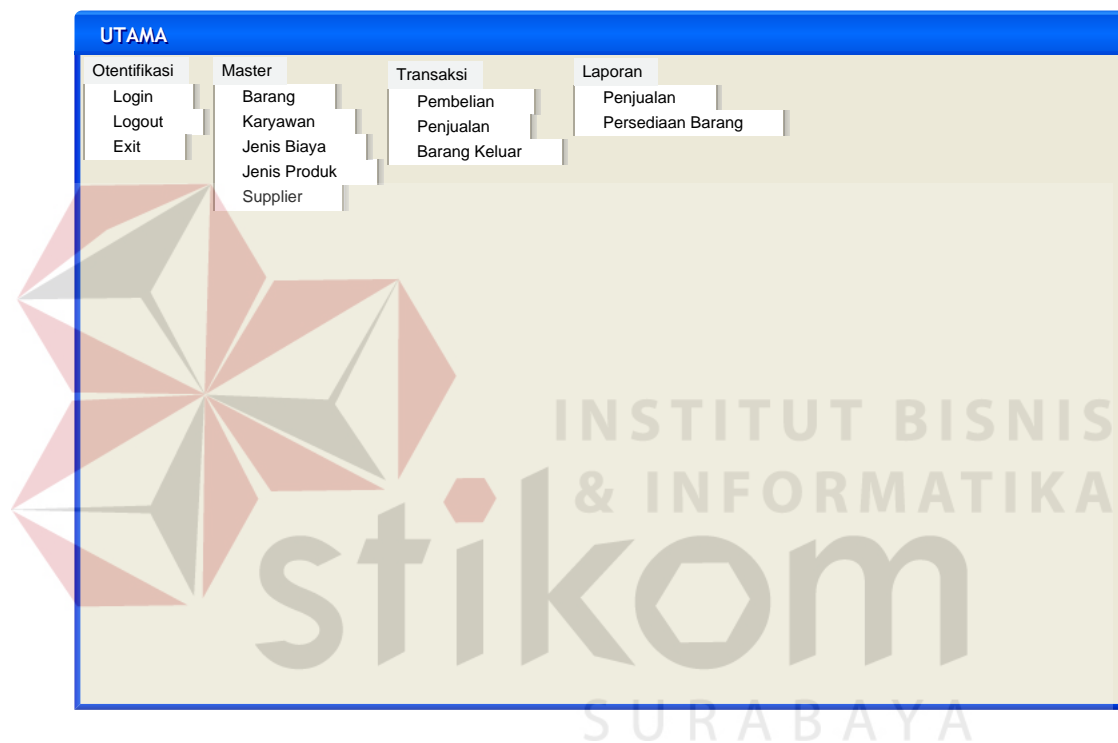 UTAMA
Otentifikasi
Login
Logout
Exit
Master
Barang
Karyawan
Jenis Biaya
Jenis Produk
Supplier
Transaksi
Pembelian
Penjualan
Barang Keluar
Laporan
Penjualan
Persediaan Barang
INSTITUT BISNIS
& INFORMATIKA
stikom
SURABAYA